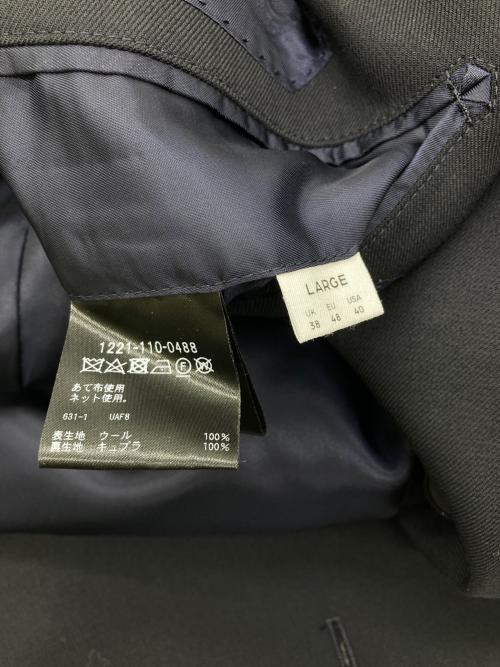 LARGE
UK EU USA
38 48 40
1221-110-0488
あて布使用
ネット使用。
631-1 UAF8
表生地 ウール 100%
裏生地 キュプラ 100%